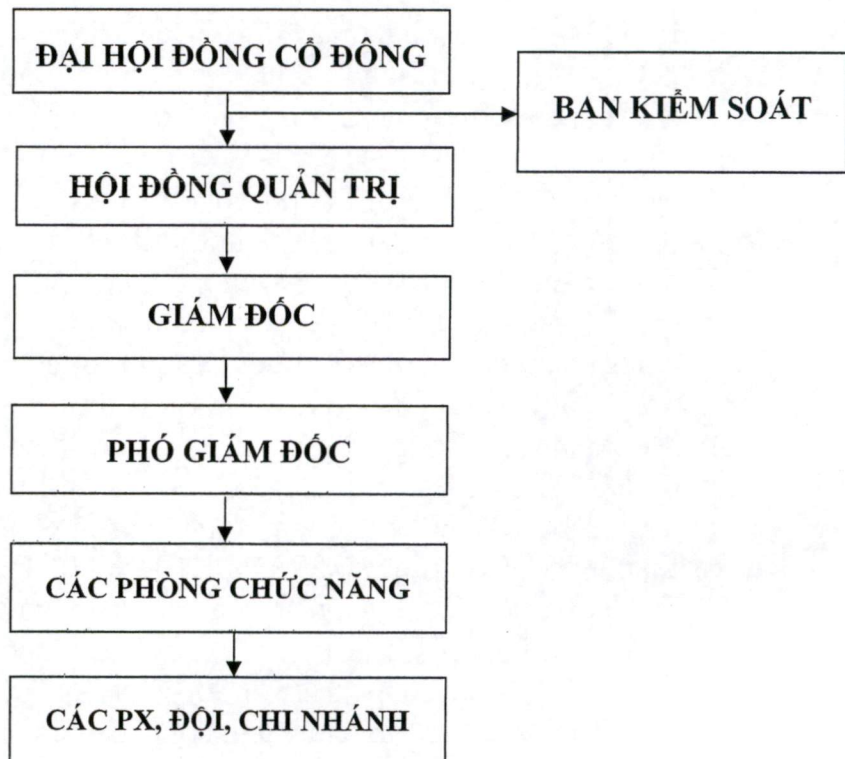 ĐẠI HỘI ĐỒNG CỔ ĐÔNG
BAN KIỂM SOÁT
HỘI ĐỒNG QUẢN TRỊ
GIÁM ĐỐC
PHÓ GIÁM ĐỐC
CÁC PHÒNG CHỨC NĂNG
CÁC PX, ĐỘI, CHI NHÁNH